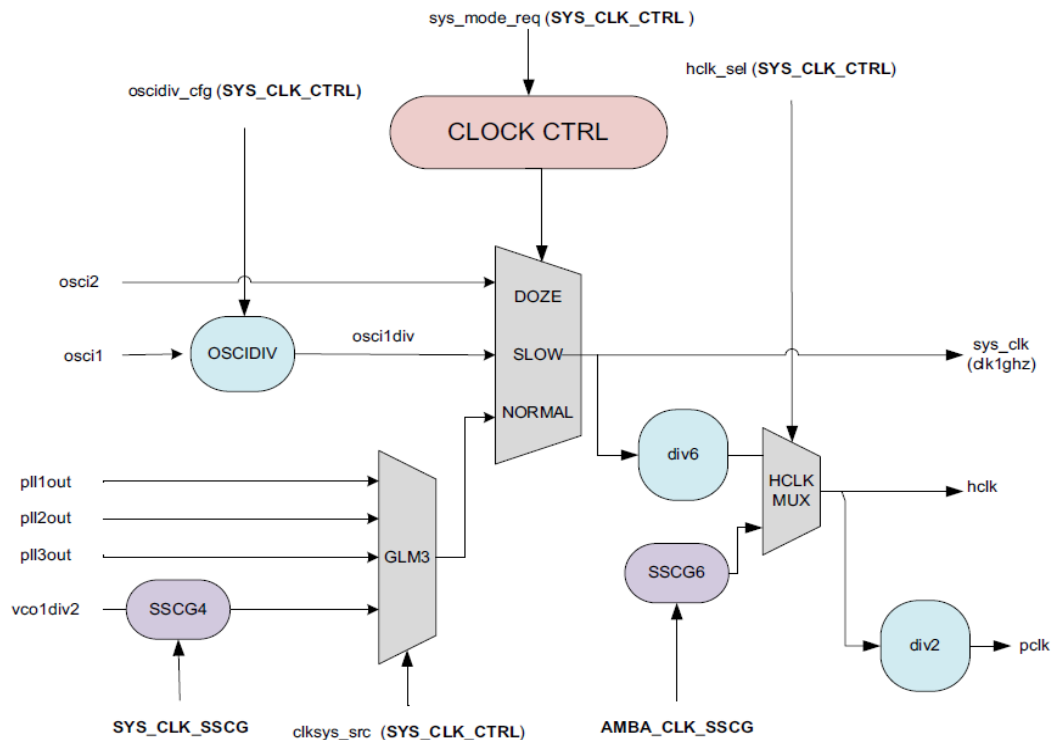 sys_mode_req (SYS_CLK_CTRL )
hclk_sel (SYS_CLK_CTRL)
oscidiv_cfg (SYS_CLK_CTRL)
CLOCK CTRL
osci2
DOZE
osci1
OSCIDIV
osci1div
SLOW
sys_clk
(clk1ghz)
NORMAL
div6
HCLK
MUX
hclk
pll1out
pll2out
pll3out
GLM3
vco1div2
SSCG4
SSCG6
div2
pclk
SYS_CLK_SSCG
clksys_src (SYS_CLK_CTRL)
AMBA_CLK_SSCG